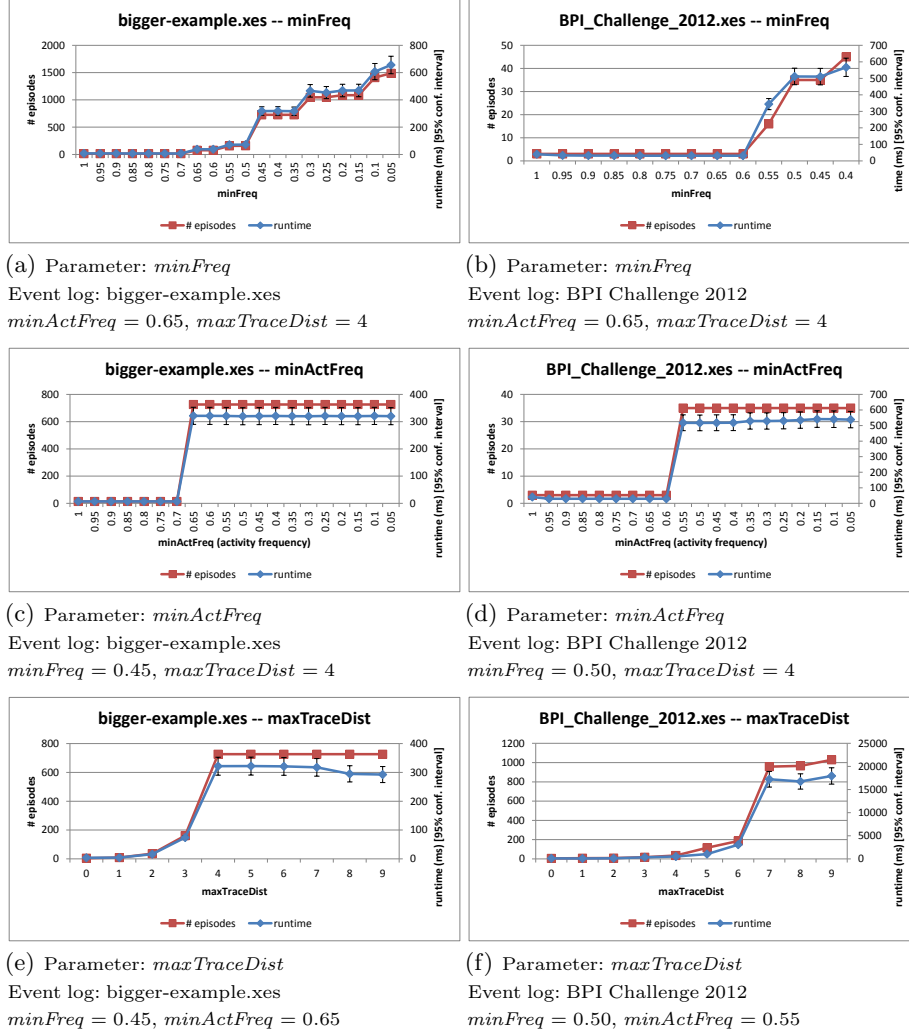 bigger-example.xes -- minFreq
# episodes
2000
1500
1000
500
0
800
600
400
200
0
runtime (ms) [95% conf. interval]
1 0.95 0.9 0.85 0.8 0.75 0.7 0.65 0.6 0.55 0.5 0.45 0.4 0.35 0.3 0.25 0.2 0.15 0.1 0.05
minFreq
# episodes runtime
(a) Parameter: minFreq
Event log: bigger-example.xes
minActFreq = 0.65, maxTraceDist = 4
BPI_Challenge_2012.xes -- minFreq
# episodes
50
40
30
20
10
0
700
600
500
400
300
200
100
0
time (ms) [95% conf. interval]
1 0.95 0.9 0.85 0.8 0.75 0.7 0.65 0.6 0.55 0.5 0.45 0.4
minFreq
# episodes runtime
(b) Parameter: minFreq
Event log: BPI Challenge 2012
minActFreq = 0.65, maxTraceDist = 4
bigger-example.xes -- minActFreq
# episodes
800
600
400
200
0
400
300
200
100
0
runtime (ms) [95% conf. interval]
1 0.95 0.9 0.85 0.8 0.75 0.7 0.65 0.6 0.55 0.5 0.45 0.4 0.35 0.3 0.25 0.2 0.15 0.1 0.05
minActFreq (activity frequency)
# episodes runtime
(c) Parameter: minActFreq
Event log: bigger-example.xes
minFreq = 0.45, maxTraceDist = 4
BPI_Challenge_2012.xes -- minActFreq
# episodes
40
30
20
10
0
700
600
500
400
300
200
100
0
runtime (ms) [95% conf. interval]
1 0.95 0.9 0.85 0.8 0.75 0.7 0.65 0.6 0.55 0.5 0.45 0.4 0.35 0.3 0.25 0.2 0.15 0.1 0.05
minActFreq (activity frequency)
# episodes runtime
(d) Parameter: minActFreq
Event log: BPI Challenge 2012
minFreq = 0.50, maxTraceDist = 4
bigger-example.xes -- maxTraceDist
# episodes
800
600
400
200
0
400
300
200
100
0
runtime (ms) [95% conf. interval]
0 1 2 3 4 5 6 7 8 9
maxTraceDist
# episodes runtime
(e) Parameter: maxTraceDist
Event log: bigger-example.xes
minFreq = 0.45, minActFreq = 0.65
BPI_Challenge_2012.xes -- maxTraceDist
# episodes
1200
1000
800
600
400
200
0
25000
20000
15000
10000
5000
0
runtime (ms) [95% conf. interval]
0 1 2 3 4 5 6 7 8 9
maxTraceDist
# episodes runtime
(f) Parameter: maxTraceDist
Event log: BPI Challenge 2012
minFreq = 0.50, minActFreq = 0.55